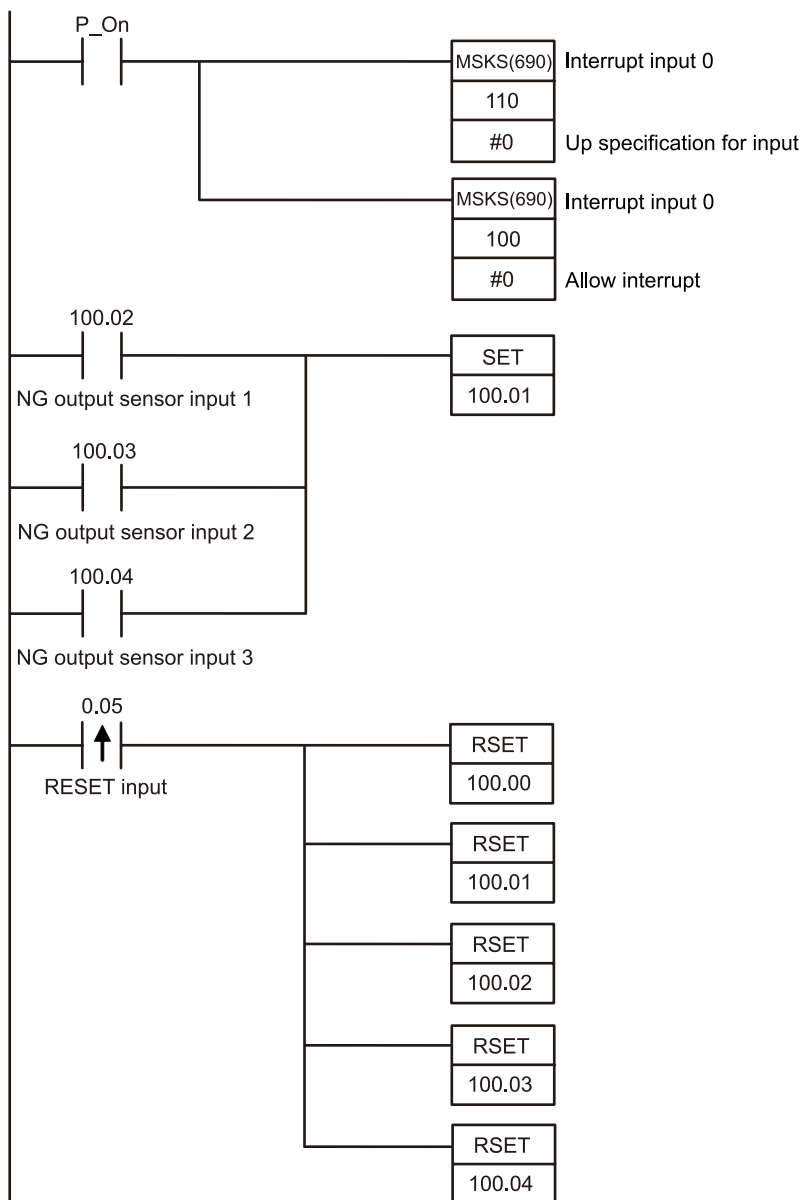 P_On
MSKS(690) Interrupt input 0
110
#0 Up specification for input
MSKS(690) Interrupt input 0
100
#0 Allow interrupt
100.02
SET
100.01
NG output sensor input 1
100.03
NG output sensor input 2
100.04
NG output sensor input 3
0.05
RSET
100.00
RESET input
RSET
100.01
RSET
100.02
RSET
100.03
RSET
100.04